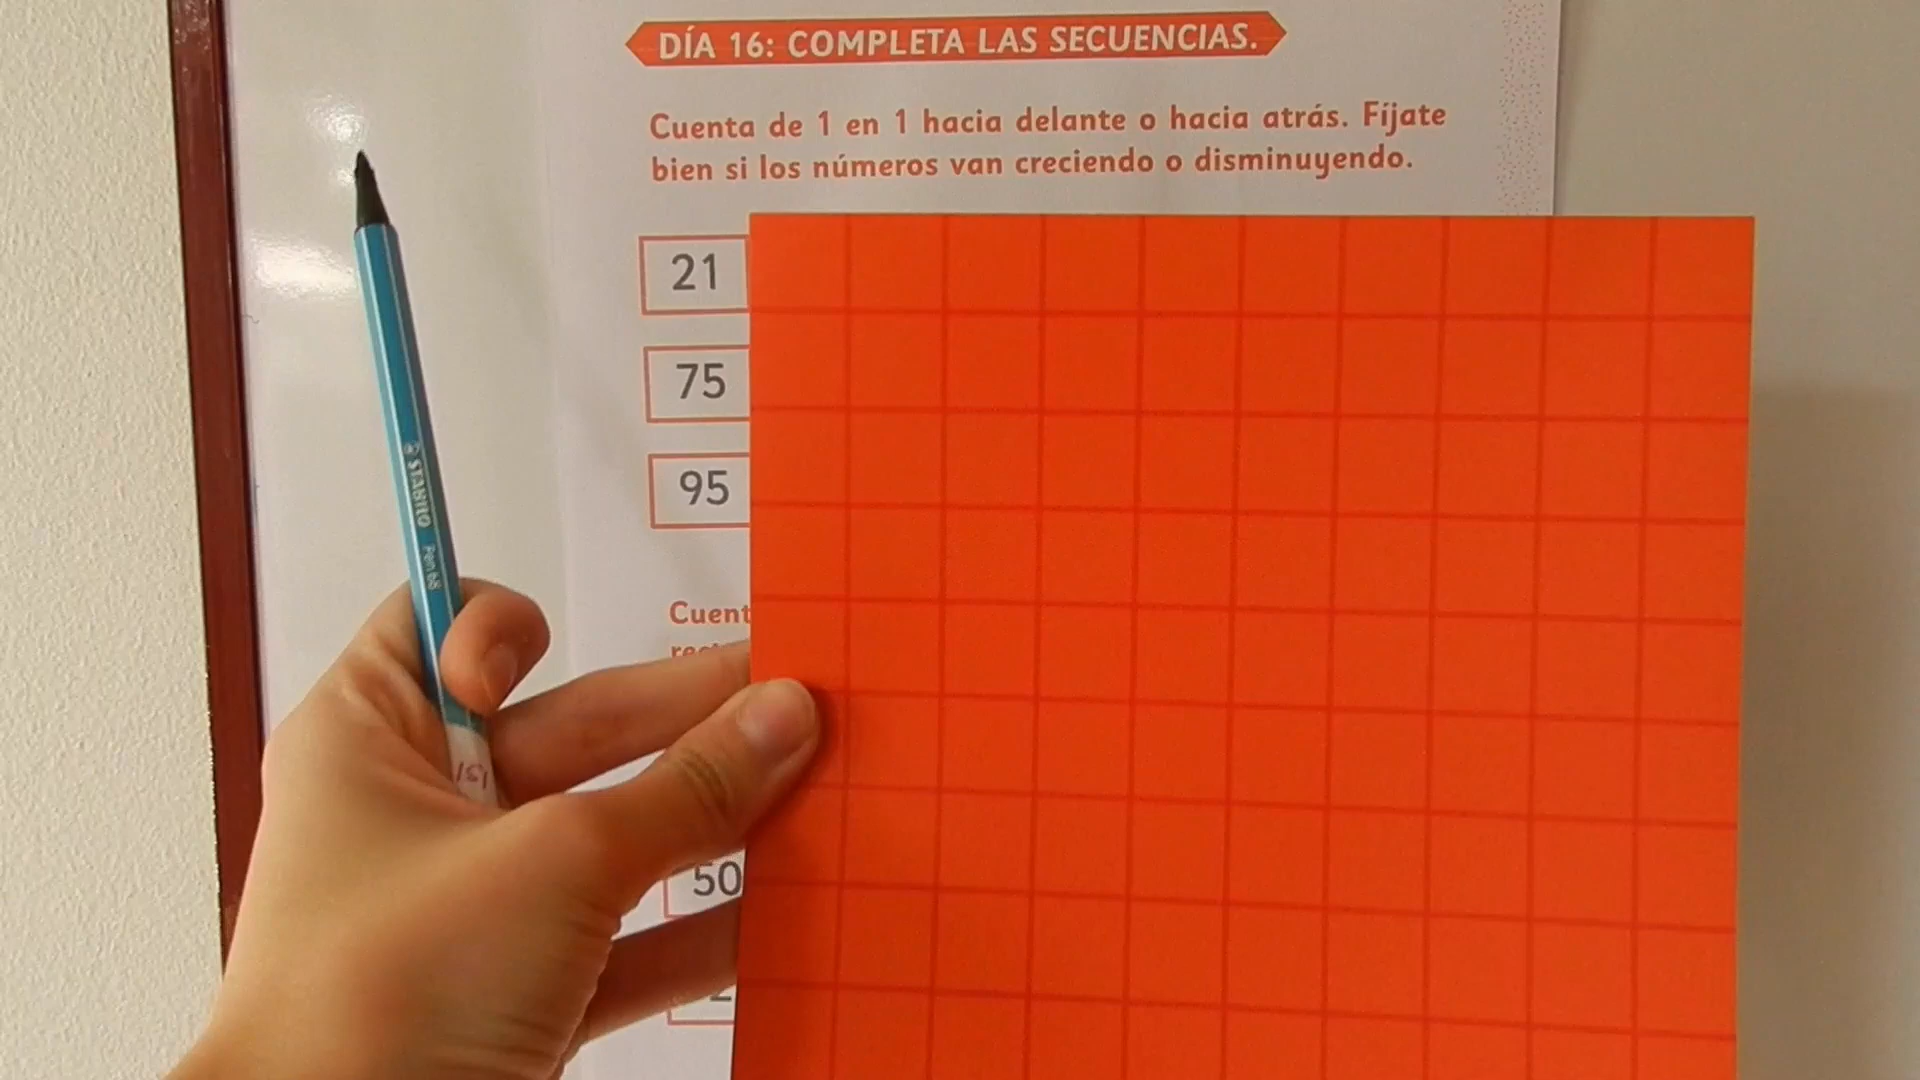 DÍA 16: COMPLETA LAS SECUENCIAS.
Cuenta de 1 en 1 hacia delante o hacia atrás. Fíjate
bien si los números van creciendo o disminuyendo.
21
75
95
STABILO Pen 68
Cuent
50